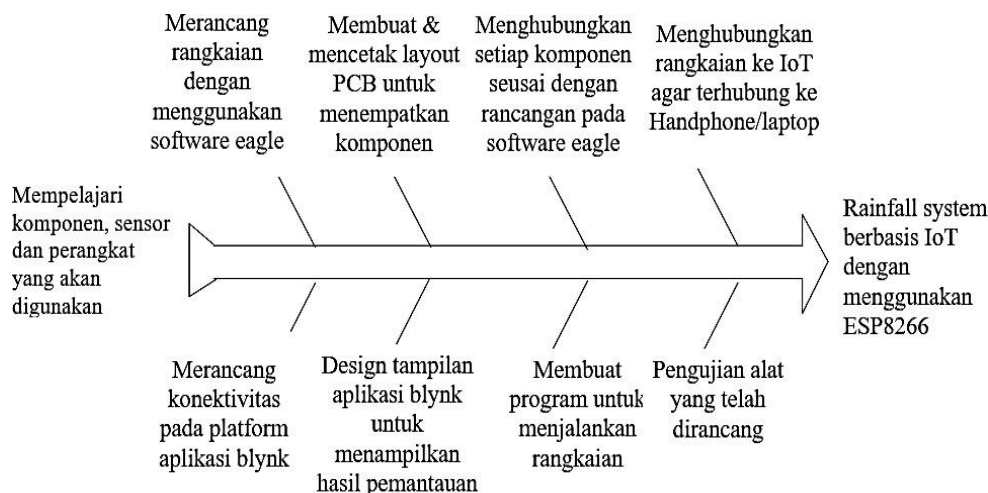 Merancang
rangkaian
dengan
menggunakan
software eagle
Membuat &
mencetak layout
PCB untuk
menempatkan
komponen
Menghubungkan
setiap komponen
seusai dengan
rancangan pada
software eagle
Menghubungkan
rangkaian ke IoT
agar terhubung ke
Handphone/laptop
Mempelajari
komponen, sensor
dan perangkat
yang akan
digunakan
Rainfall system
berbasis IoT
dengan
menggunakan
ESP8266
Merancang
konektivitas
pada platform
aplikasi blynk
Design tampilan
aplikasi blynk
untuk
menampilkan
hasil pemantauan
Membuat
program untuk
menjalankan
rangkaian
Pengujian alat
yang telah
dirancang